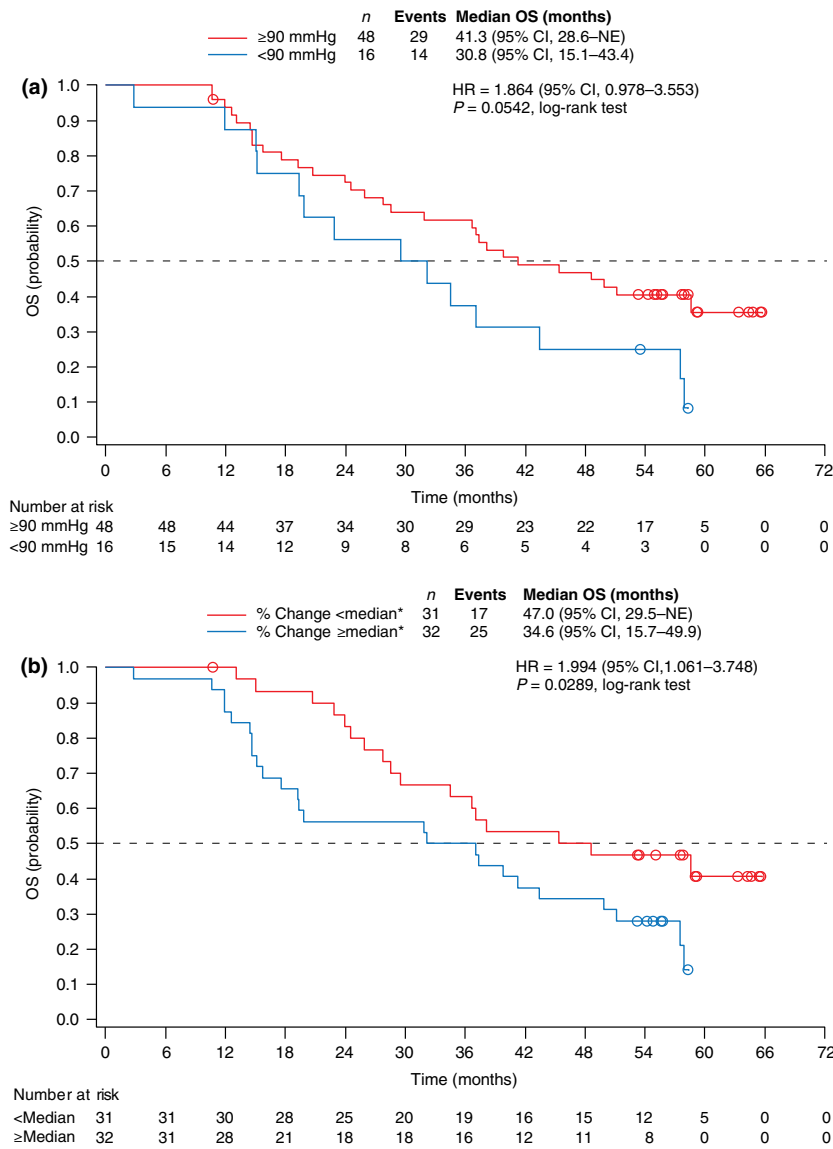 n Events Median OS (months)
≥90 mmHg 48 29 41.3 (95% CI, 28.6–NE)
<90 mmHg 16 14 30.8 (95% CI, 15.1–43.4)
(a)
HR = 1.864 (95% CI, 0.978–3.553)
P = 0.0542, log-rank test
OS (probability)
1.0
0.9
0.8
0.7
0.6
0.5
0.4
0.3
0.2
0.1
0.0
0 6 12 18 24 30 36 42 48 54 60 66 72
Time (months)
Number at risk
≥90 mmHg 48 48 44 37 34 30 29 23 22 17 5 0 0
<90 mmHg 16 15 14 12 9 8 6 5 4 3 0 0 0
n Events Median OS (months)
% Change <median* 31 17 47.0 (95% CI, 29.5–NE)
% Change ≥median* 32 25 34.6 (95% CI, 15.7–49.9)
(b)
HR = 1.994 (95% CI,1.061–3.748)
P = 0.0289, log-rank test
OS (probability)
1.0
0.9
0.8
0.7
0.6
0.5
0.4
0.3
0.2
0.1
0.0
0 6 12 18 24 30 36 42 48 54 60 66 72
Time (months)
Number at risk
<Median 31 31 30 28 25 20 19 16 15 12 5 0 0
≥Median 32 31 28 21 18 18 16 12 11 8 0 0 0